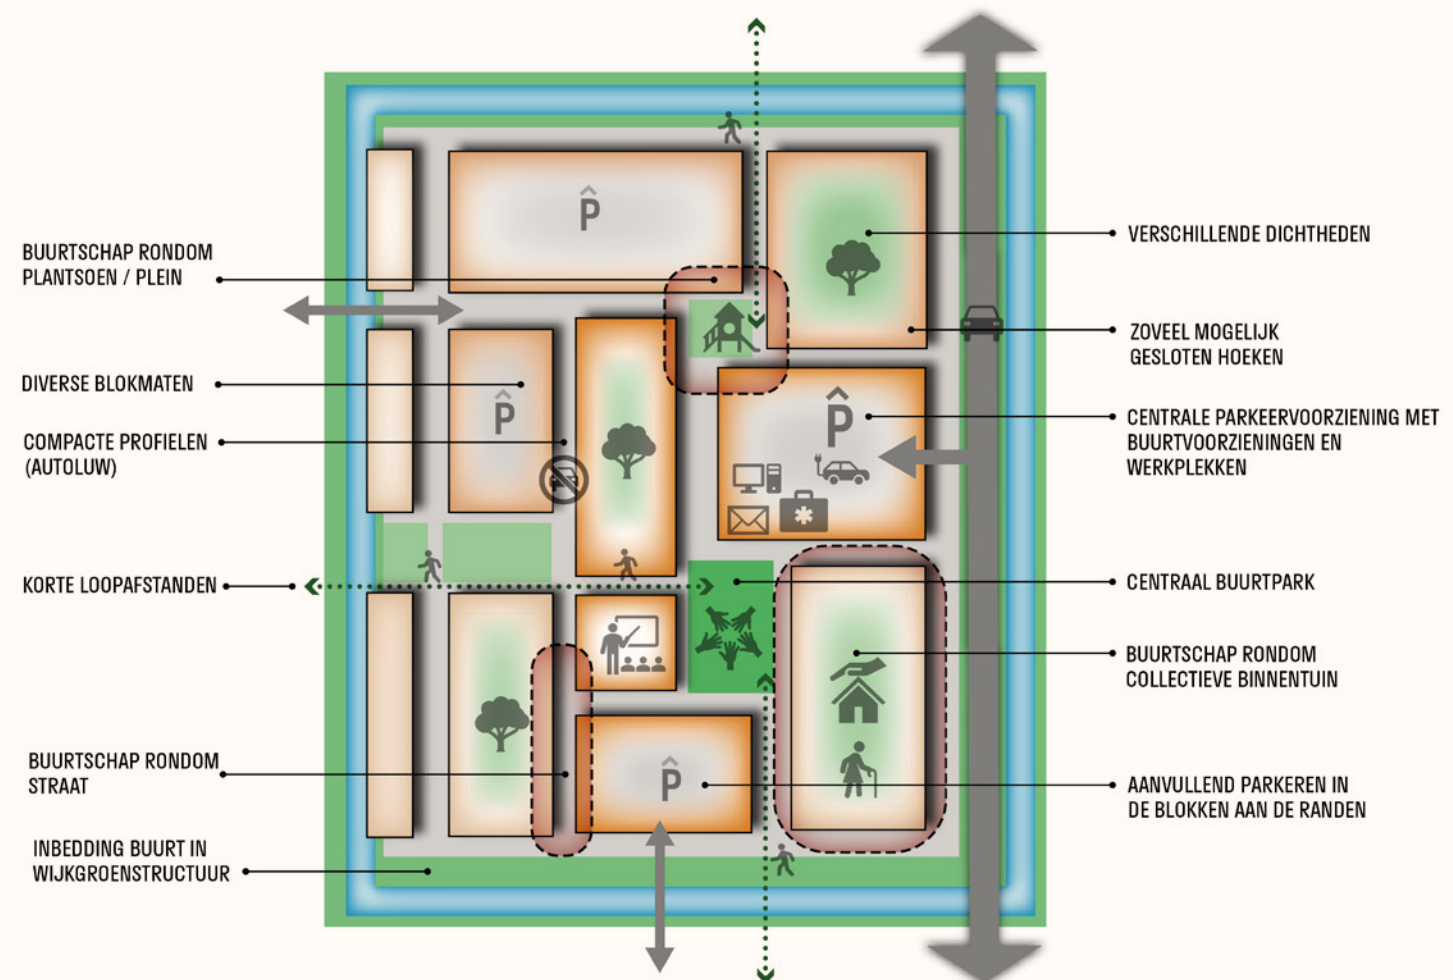 BUURTSCHAP RONDOM
PLANTSOEN / PLEIN
DIVERSE BLOKMATEN
COMPACTE PROFIELEN
(AUTOLUW)
KORTE LOOPAFSTANDEN
BUURTSCHAP RONDOM
STRAAT
INBEDDING BUURT IN
WIJKGROENSTRUCTUUR
P
P
P
P
VERSCHILLENDE DICHTHEDEN
ZOVEEL MOGELIJK
GESLOTEN HOEKEN
CENTRALE PARKEERVOORZIENING MET
BUURTVOORZIENINGEN EN
WERKPLEKKEN
CENTRAAL BUURTPARK
BUURTSCHAP RONDOM
COLLECTIEVE BINNENTUIN
AANVULLEND PARKEREN IN
DE BLOKKEN AAN DE RANDEN